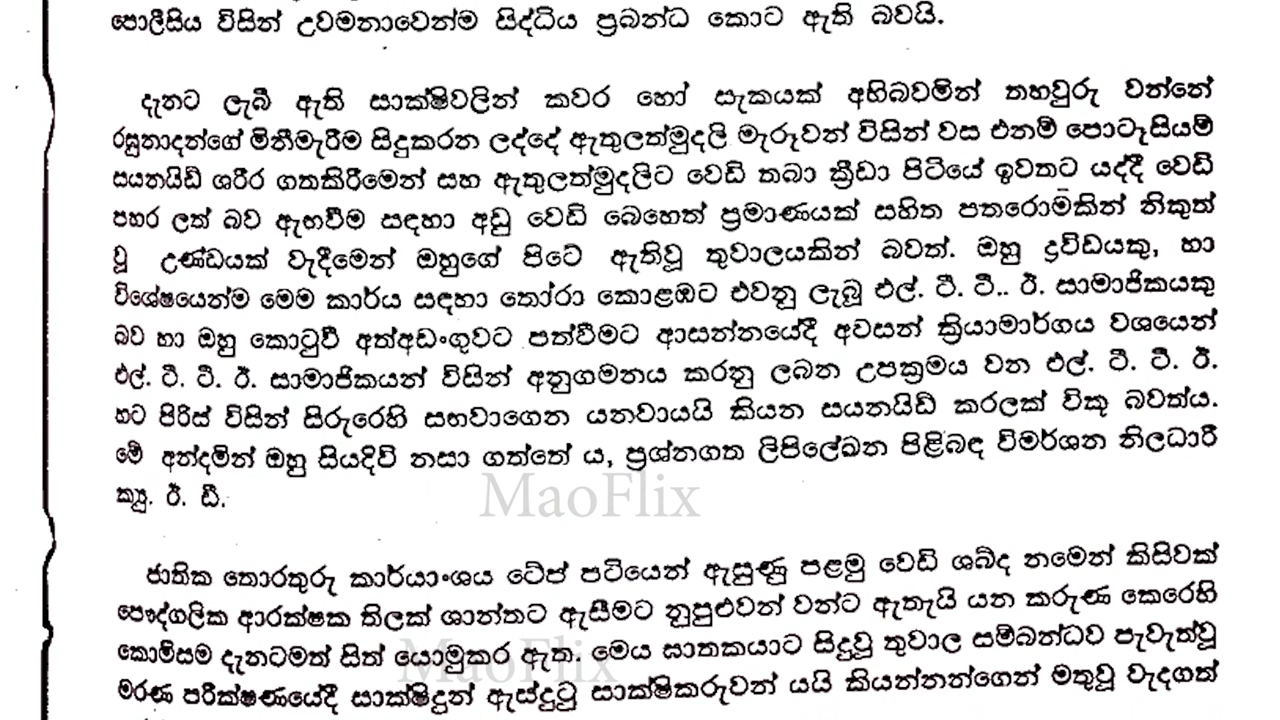 පොලීසිය විසින් උවමනාවෙන්ම සිද්ධිය ප්‍රබන්ධ කොට ඇති බවයි.
දැනට ලැබී ඇති සාක්ෂිවලින් කවර හෝ සැකයක් අභිබවමින් තහවුරු වන්නේ
රඝුනාදන්ගේ මිනීමැරීම සිදුකරන ලද්දේ ඇතුලත්මුදලි මැරූවන් විසින් වස එනම් පොටෑසියම්
සයනයිඩ් ශරීර ගතකිරීමෙන් සහ ඇතුලත්මුදලිට වෙඩි තබා ක්‍රීඩා පිටියේ ඉවතට යද්දී වෙඩි
පහර ලත් බව ඇඟවීම සඳහා අඩු වෙඩි බෙහෙත් ප්‍රමාණයක් සහිත පතරොමකින් නිකුත්
වූ උණ්ඩයක් වැදීමෙන් ඔහුගේ පිටේ ඇතිවූ තුවාලයකින් බවත්. ඔහු ද්‍රවිඩයකු, හා
විශේෂයෙන්ම මෙම කාර්ය සඳහා තෝරා කොළඹට එවනු ලැබූ එල්. ටී. ටී.. ඊ. සාමාජිකයකු
බව හා ඔහු කොටුවී අත්අඩංගුවට පත්වීමට ආසන්නයේදී අවසන් ක්‍රියාමාර්ගය වශයෙන්
එල්. ටී. ටී. ඊ. සාමාජිකයන් විසින් අනුගමනය කරනු ලබන උපක්‍රමය වන එල්. ටී. ටී. ඊ.
හට පිරිස් විසින් සිරුරෙහි සඟවාගෙන යනවායයි කියන සයනයිඩ් කරලක් විකූ බවත්ය.
මේ අන්දමින් ඔහු සියදිවි නසා ගත්තේ ය, ප්‍රශ්නගත ලිපිලේඛන පිළිබඳ විමර්ශන නිලධාරී
ක්‍යු. ඊ. ඩී.
MaoFlix
ජාතික තොරතුරු කාර්යාංශය ටේප් පටියෙන් ඇසුණු පළමු වෙඩි ශබ්ද නමෙන් කිසිවක්
පෞද්ගලික ආරක්ෂක තිලක් ශාන්තට ඇසීමට නුපුළුවන් වන්ට ඇතැයි යන කරුණ කෙරෙහි
කොමිසම දැනටමත් සිත් යොමුකර ඇත. මෙය ඝාතකයාට සිදුවූ තුවාල සම්බන්ධව පැවැත්වූ
MaoFlix
මරණ පරීක්ෂණයේදී සාක්ෂිදුන් ඇස්දුටු සාක්ෂිකරුවන් යයි කියන්නන්ගෙන් මතුවූ වැදගත්